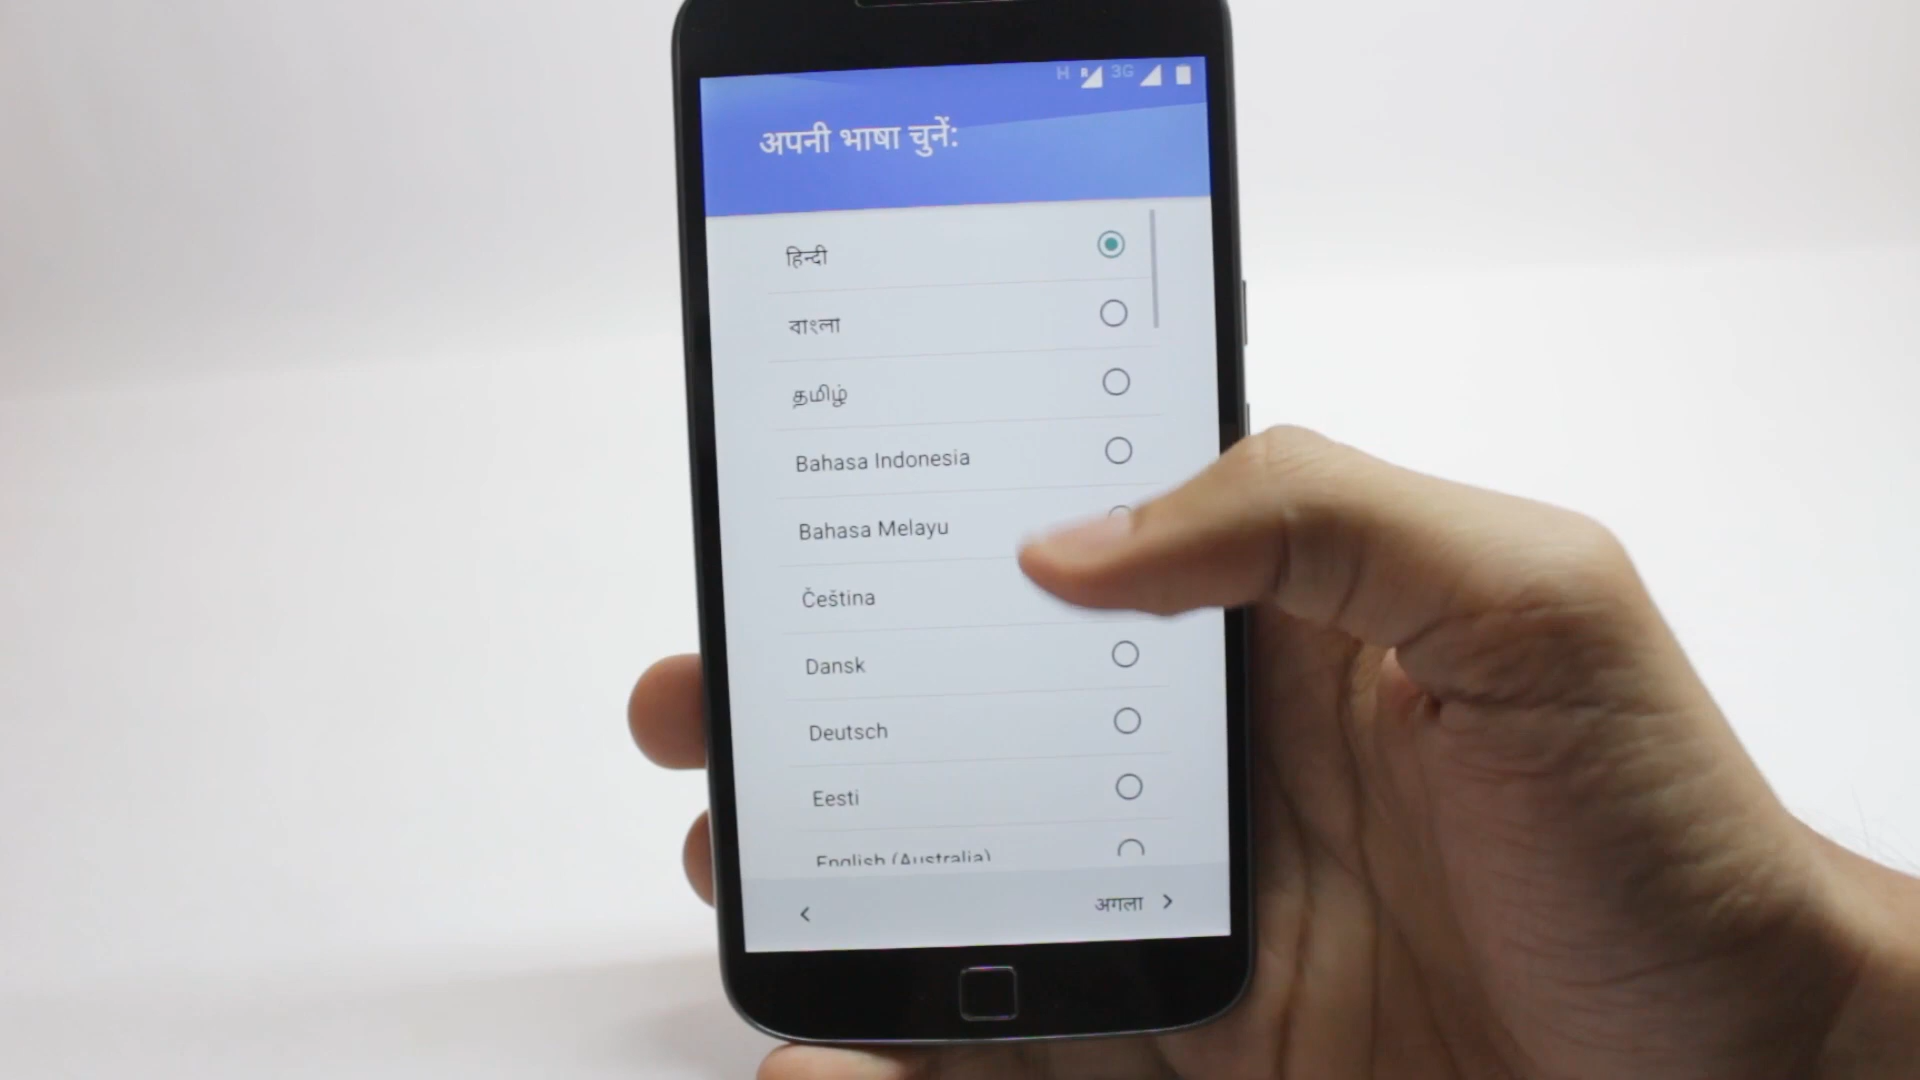 H R 3G
अपनी भाषा चुनें:
हिन्दी
বাংলা
தமிழ்
Bahasa Indonesia
Bahasa Melayu
Čeština
Dansk
Deutsch
Eesti
English (Australia)
अगला